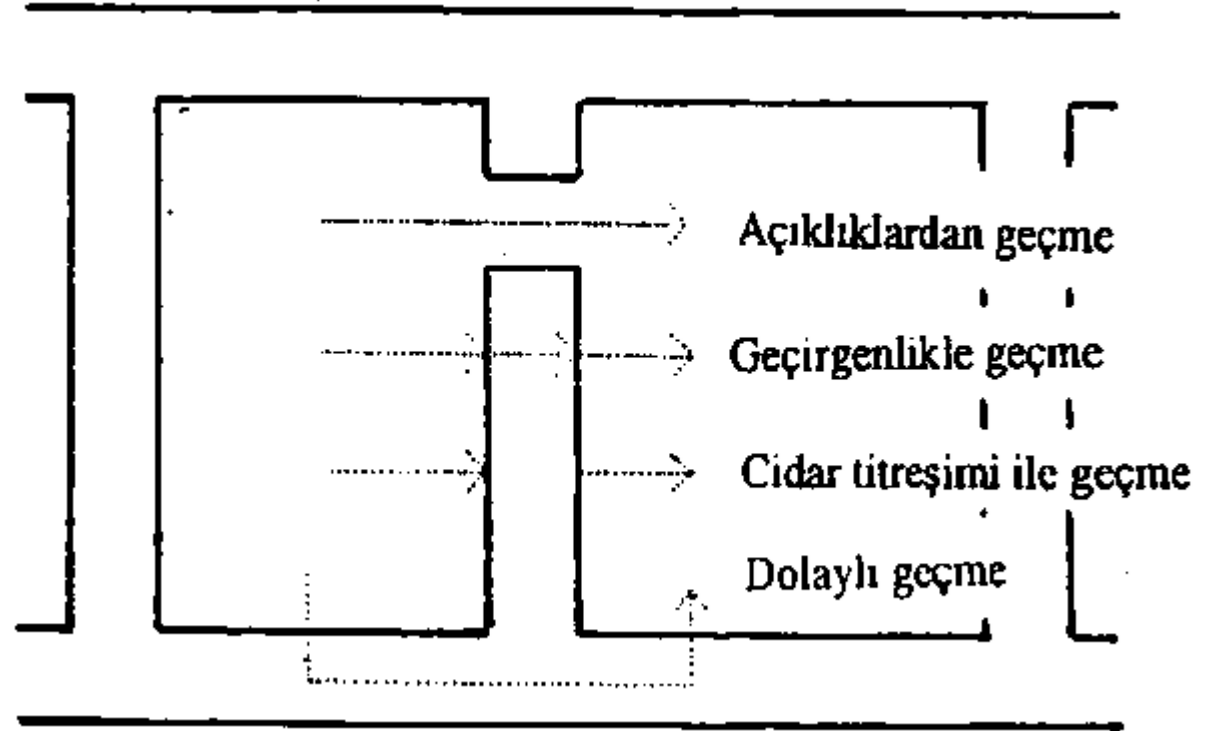 Açıklıklardan geçme
Geçirgenlikle geçme
Cidar titreşimi ile geçme
Dolaylı geçme